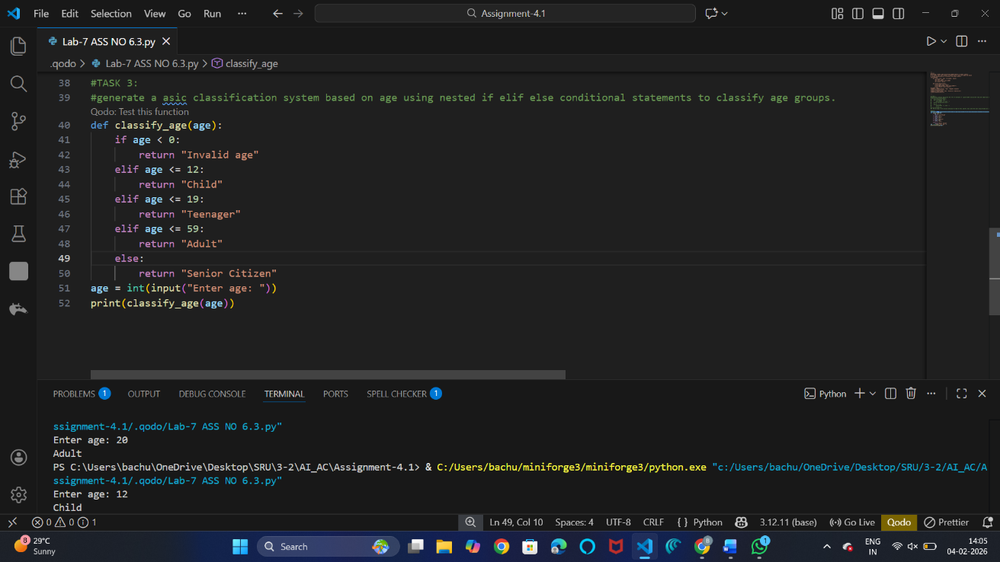 File Edit Selection View Go Run ··· Assignment-4.1
Lab-7 ASS NO 6.3.py
.qodo > Lab-7 ASS NO 6.3.py > classify_age
38 #TASK 3:
39 #generate a asic classification system based on age using nested if elif else conditional statements to classify age groups.
Qodo: Test this function
40 def classify_age(age):
41 if age < 0:
42 return "Invalid age"
43 elif age <= 12:
44 return "Child"
45 elif age <= 19:
46 return "Teenager"
47 elif age <= 59:
48 return "Adult"
49 else:
50 return "Senior Citizen"
51 age = int(input("Enter age: "))
52 print(classify_age(age))
PROBLEMS 1 OUTPUT DEBUG CONSOLE TERMINAL PORTS SPELL CHECKER 1 Python
ssignment-4.1/.qodo/Lab-7 ASS NO 6.3.py"
Enter age: 20
Adult
PS C:\Users\bachu\OneDrive\Desktop\SRU\3-2\AI_AC\Assignment-4.1> & C:/Users/bachu/miniforge3/miniforge3/python.exe "c:/Users/bachu/OneDrive/Desktop/SRU/3-2/AI_AC/A
ssignment-4.1/.qodo/Lab-7 ASS NO 6.3.py"
Enter age: 12
Child
0 0 1 Ln 49, Col 10 Spaces: 4 UTF-8 CRLF { } Python 3.12.11 (base) Go Live Qodo Prettier
8 29°C
Sunny
Search
B
W
1
ENG
IN
14:05
04-02-2026